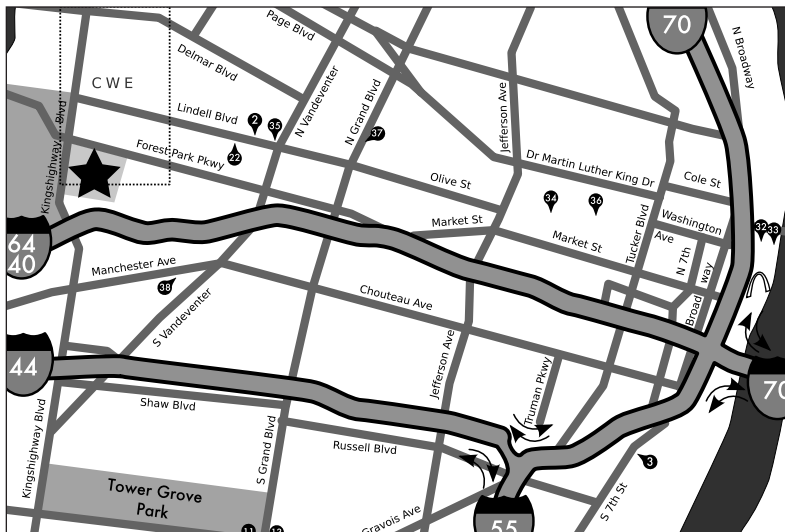 70
N Broadway
Page Blvd
Delmar Blvd
CWE
N Vandeventer
N Grand Blvd
Jefferson Ave
Kingshighway Blvd
Lindell Blvd
2
35
37
22
Forest Park Pkwy
Dr Martin Luther King Dr
Cole St
Olive St
34
36
Washington
Ave
Market St
Market St
Tucker Blvd
N 7th
Broad
way
32
33
64
40
Manchester Ave
38
Chouteau Ave
S Vandeventer
Jefferson Ave
Truman Pkwy
44
70
Shaw Blvd
Kingshighway Blvd
S Grand Blvd
Russell Blvd
3
Tower Grove
Park
S 7th St
Gravois Ave
55